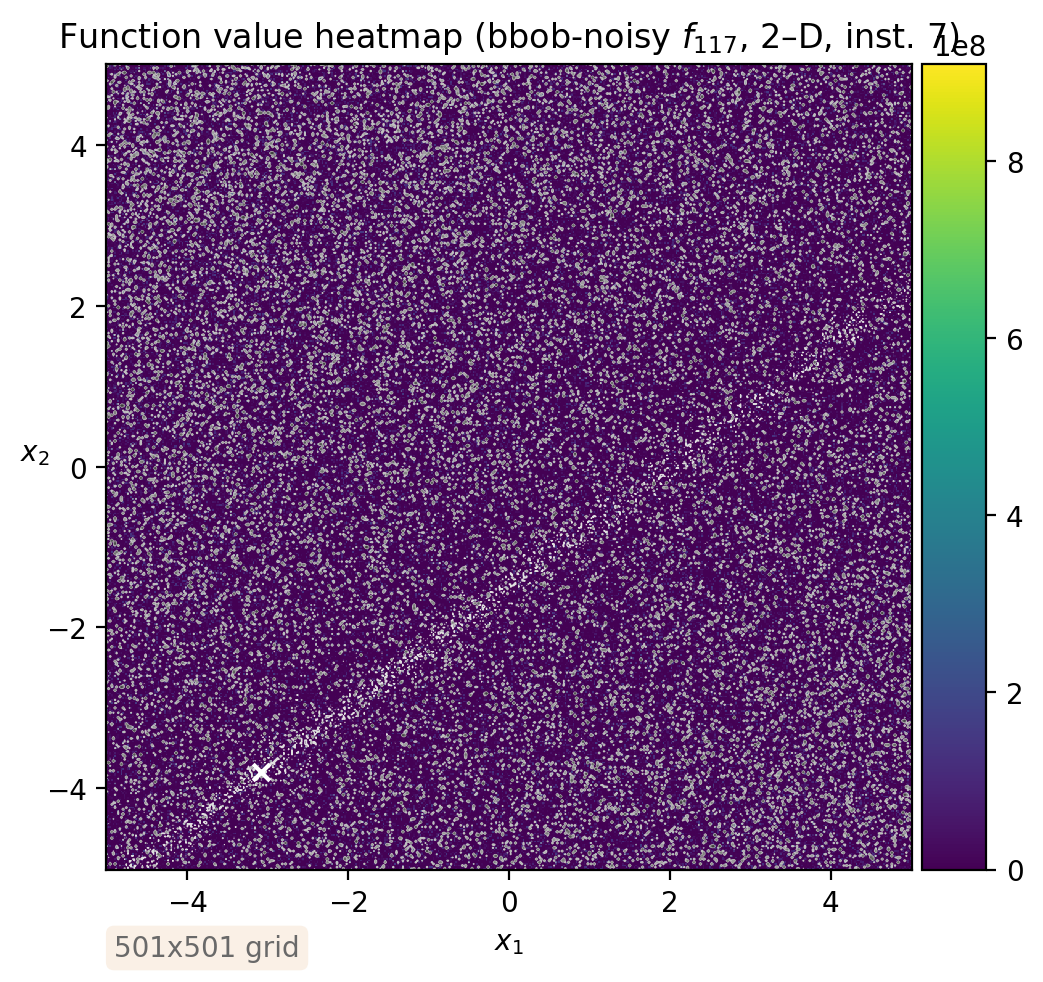 Function value heatmap (bbob-noisy f₁₁₇, 2–D, inst. 7)
1e8
4
2
0
−2
−4
x₂
8
6
4
2
0
−4 −2 0 2 4
x₁
501x501 grid